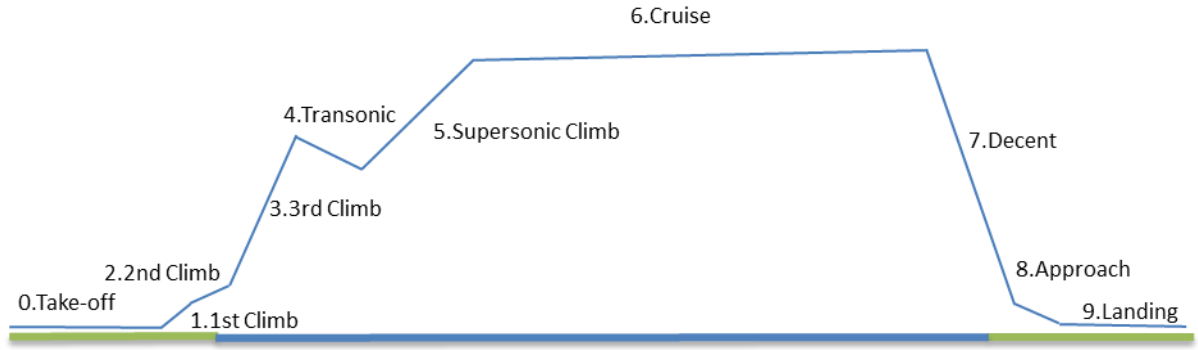 6.Cruise
4.Transonic
5.Supersonic Climb
7.Decent
3.3rd Climb
2.2nd Climb
8.Approach
0.Take-off
1.1st Climb
9.Landing